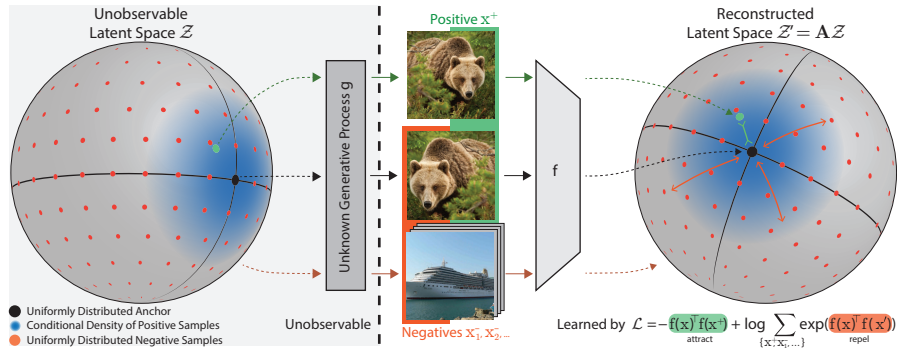 Unobservable
Latent Space 𝒵
Unknown Generative Process g
Positive x⁺
f
Reconstructed
Latent Space 𝒵′ = A𝒵
Uniformly Distributed Anchor
Conditional Density of Positive Samples
Uniformly Distributed Negative Samples
Unobservable
Negatives x₁⁻, x₂⁻,...
Learned by ℒ = −f(x)ᵀf(x⁺) + log ∑ exp(f(x)ᵀf(x′))
attract {x⁺,x₁⁻,...} repel